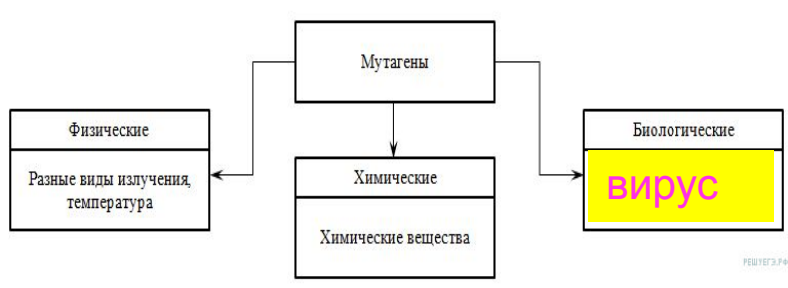 Мутагены
Физические
Разные виды излучения,
температура
Химические
Химические вещества
Биологические
вирус
РЕШУЕГЭ.РФ